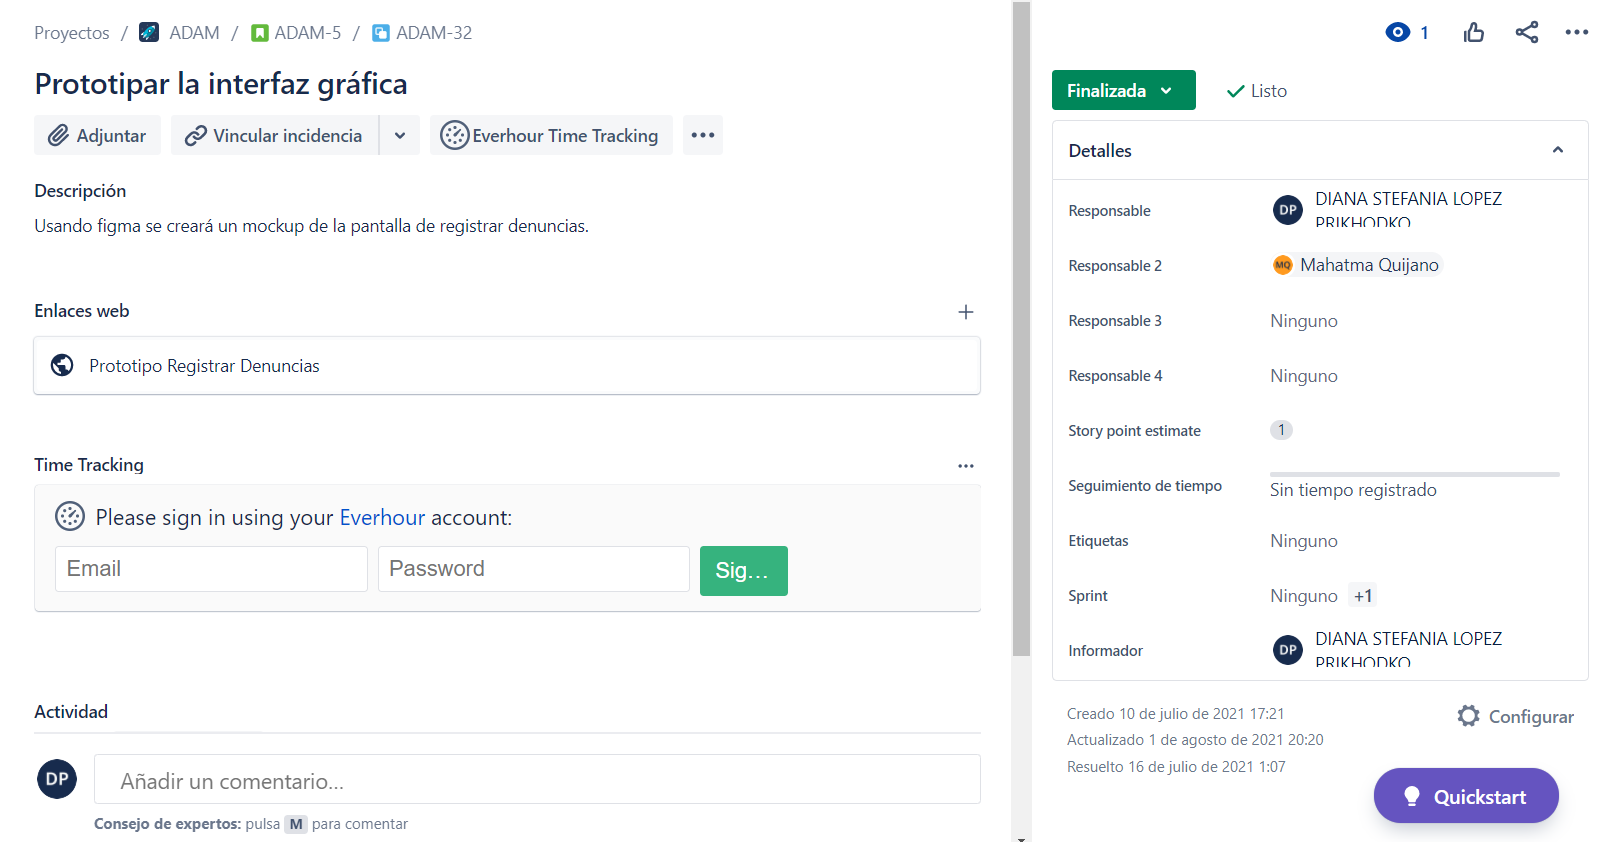 Proyectos / ADAM / ADAM-5 / ADAM-32
Prototipar la interfaz gráfica
Adjuntar
Vincular incidencia
Everhour Time Tracking
Descripción
Usando figma se creará un mockup de la pantalla de registrar denuncias.
Enlaces web
Prototipo Registrar Denuncias
Time Tracking
Please sign in using your Everhour account:
Email
Password
Sig...
Actividad
DP
Añadir un comentario...
Consejo de expertos: pulsa M para comentar
1
Finalizada
Listo
Detalles
Responsable
DP
DIANA STEFANIA LOPEZ
PRIKHODKO
Responsable 2
MQ
Mahatma Quijano
Responsable 3
Ninguno
Responsable 4
Ninguno
Story point estimate
1
Seguimiento de tiempo
Sin tiempo registrado
Etiquetas
Ninguno
Sprint
Ninguno +1
Informador
DP
DIANA STEFANIA LOPEZ
PRIKHODKO
Creado 10 de julio de 2021 17:21
Actualizado 1 de agosto de 2021 20:20
Resuelto 16 de julio de 2021 1:07
Configurar
Quickstart